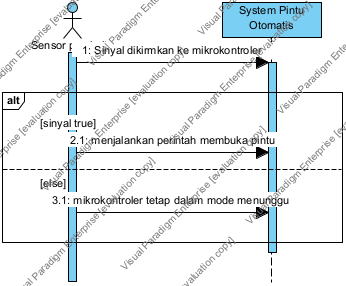 System Pintu
Otomatis
Sensor
1: Sinyal dikirmkan ke mikrokontroler
alt
[sinyal true]
2.1: menjalankan perintah membuka pintu
[else]
3.1: mikrokontroler tetap dalam mode menunggu
Visual Paradigm Enterprise [evaluation copy]